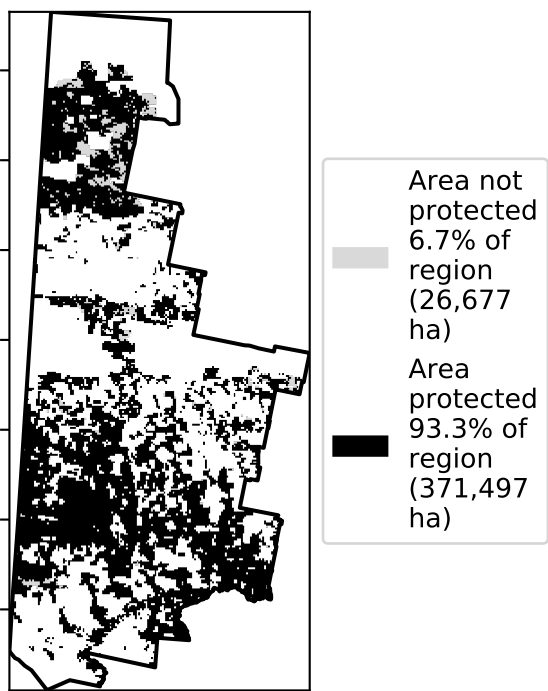 Area not
protected
6.7% of
region
(26,677
ha)
Area
protected
93.3% of
region
(371,497
ha)